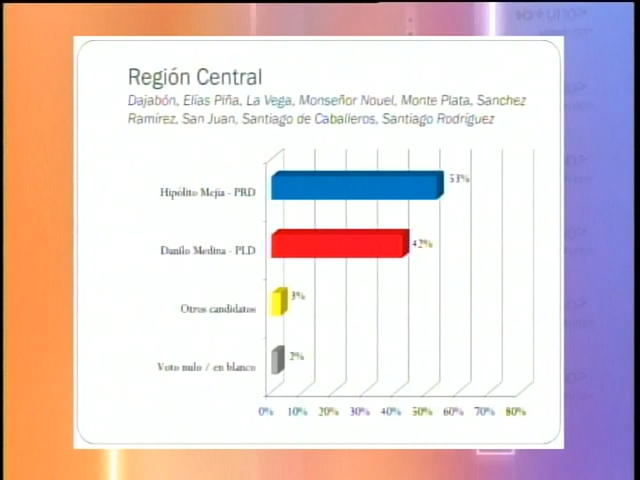 Región Central
Dajabón, Elías Piña, La Vega, Monseñor Nouel, Monte Plata, Sanchez
Ramírez, San Juan, Santiago de Caballeros, Santiago Rodríguez
Hipólito Mejía - PRD
53%
Danilo Medina - PLD
42%
Otros candidatos
3%
Voto nulo / en blanco
2%
0% 10% 20% 30% 40% 50% 60% 70% 80%